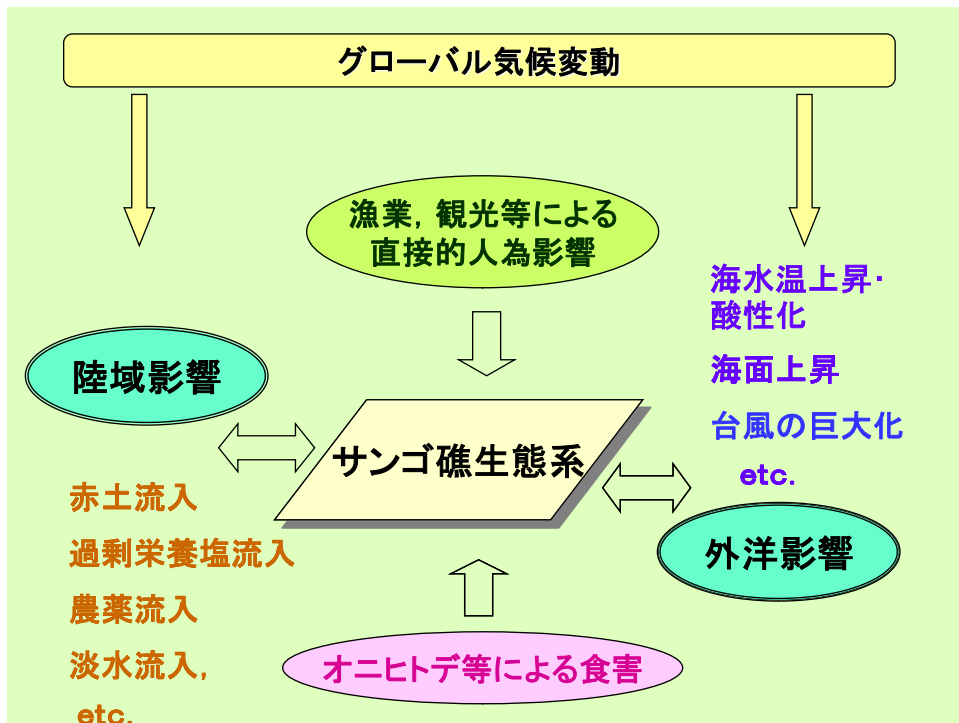 グローバル気候変動
漁業，観光等による
直接的人為影響
海水温上昇・
酸性化
海面上昇
台風の巨大化
etc.
陸域影響
サンゴ礁生態系
赤土流入
過剰栄養塩流入
農薬流入
淡水流入，
etc.
外洋影響
オニヒトデ等による食害